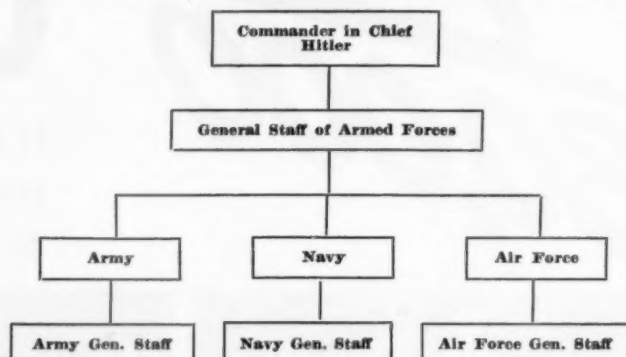 Commander in Chief
Hitler
General Staff of Armed Forces
Army
Navy
Air Force
Army Gen. Staff
Navy Gen. Staff
Air Force Gen. Staff